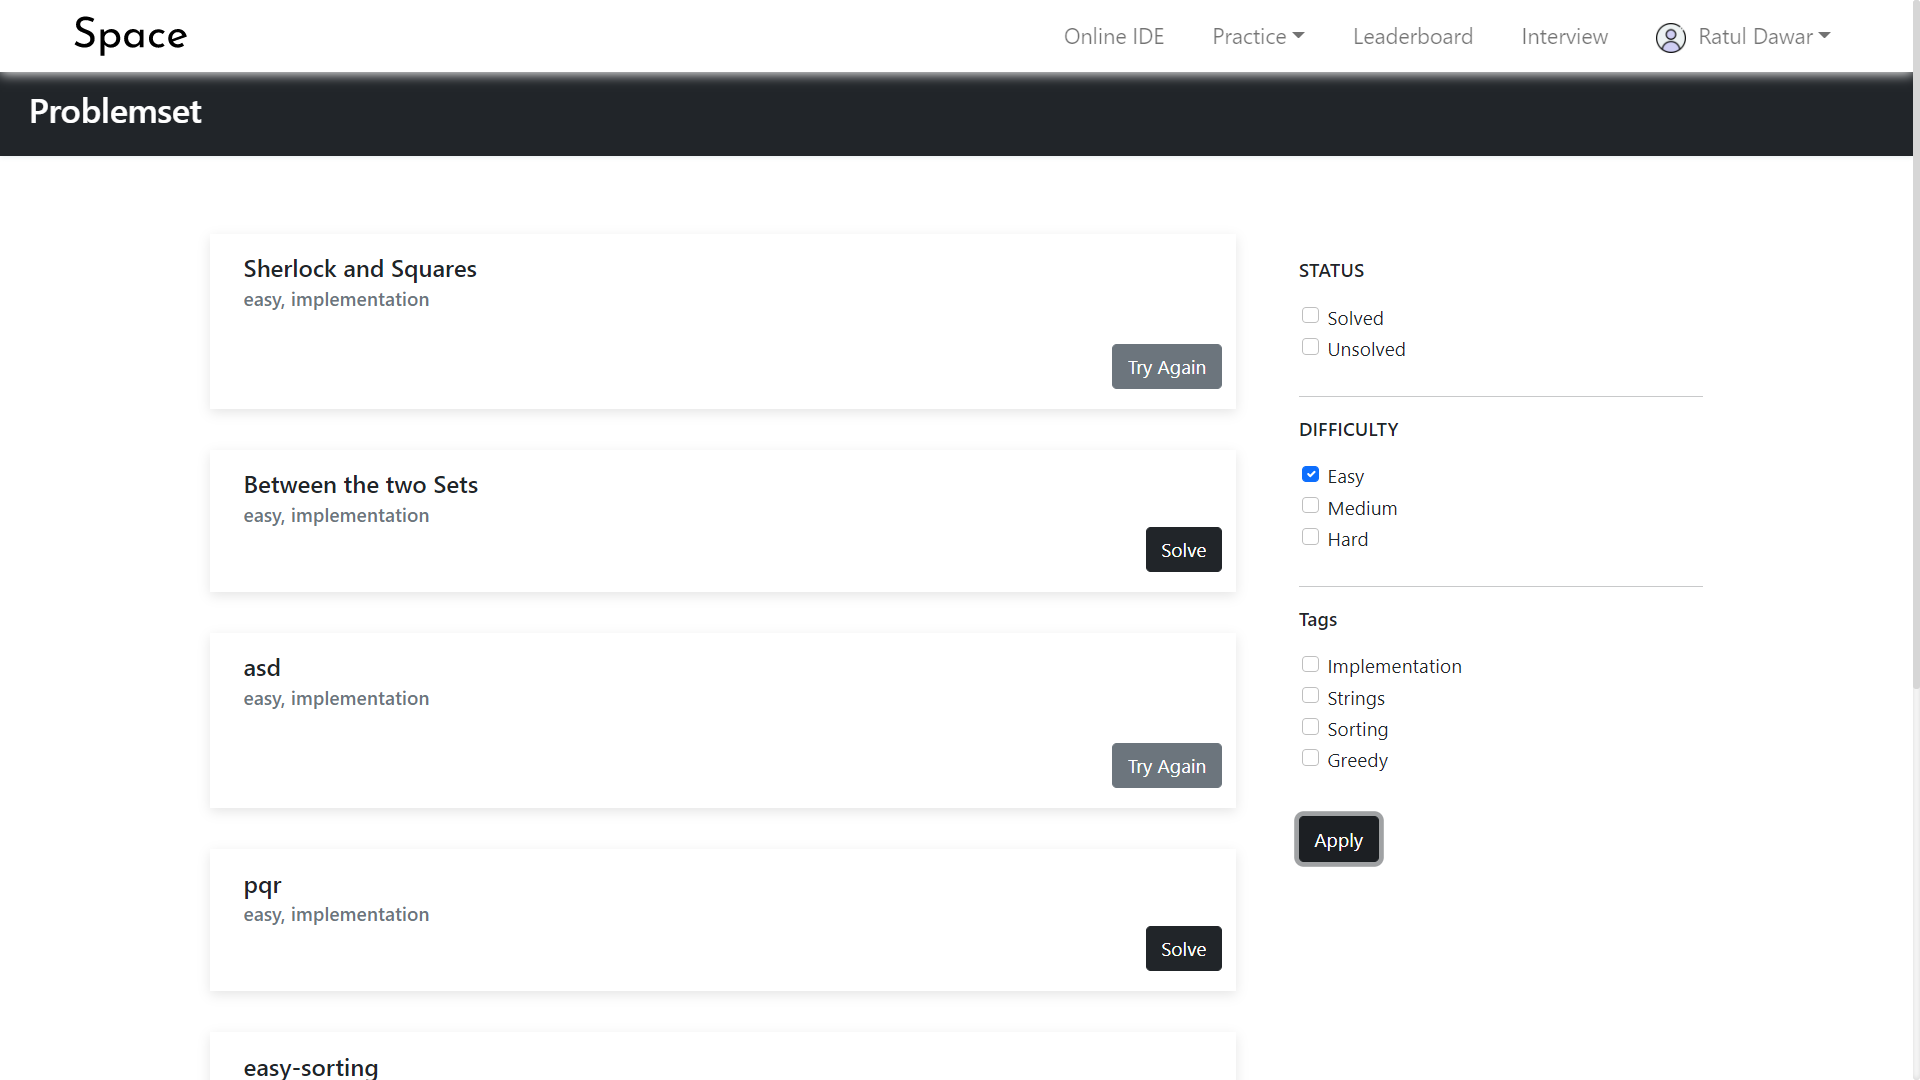 Space
Online IDE
Practice
Leaderboard
Interview
Ratul Dawar
Problemset
Sherlock and Squares
easy, implementation
Try Again
Between the two Sets
easy, implementation
Solve
asd
easy, implementation
Try Again
pqr
easy, implementation
Solve
easy-sorting
STATUS
Solved
Unsolved
DIFFICULTY
Easy
Medium
Hard
Tags
Implementation
Strings
Sorting
Greedy
Apply